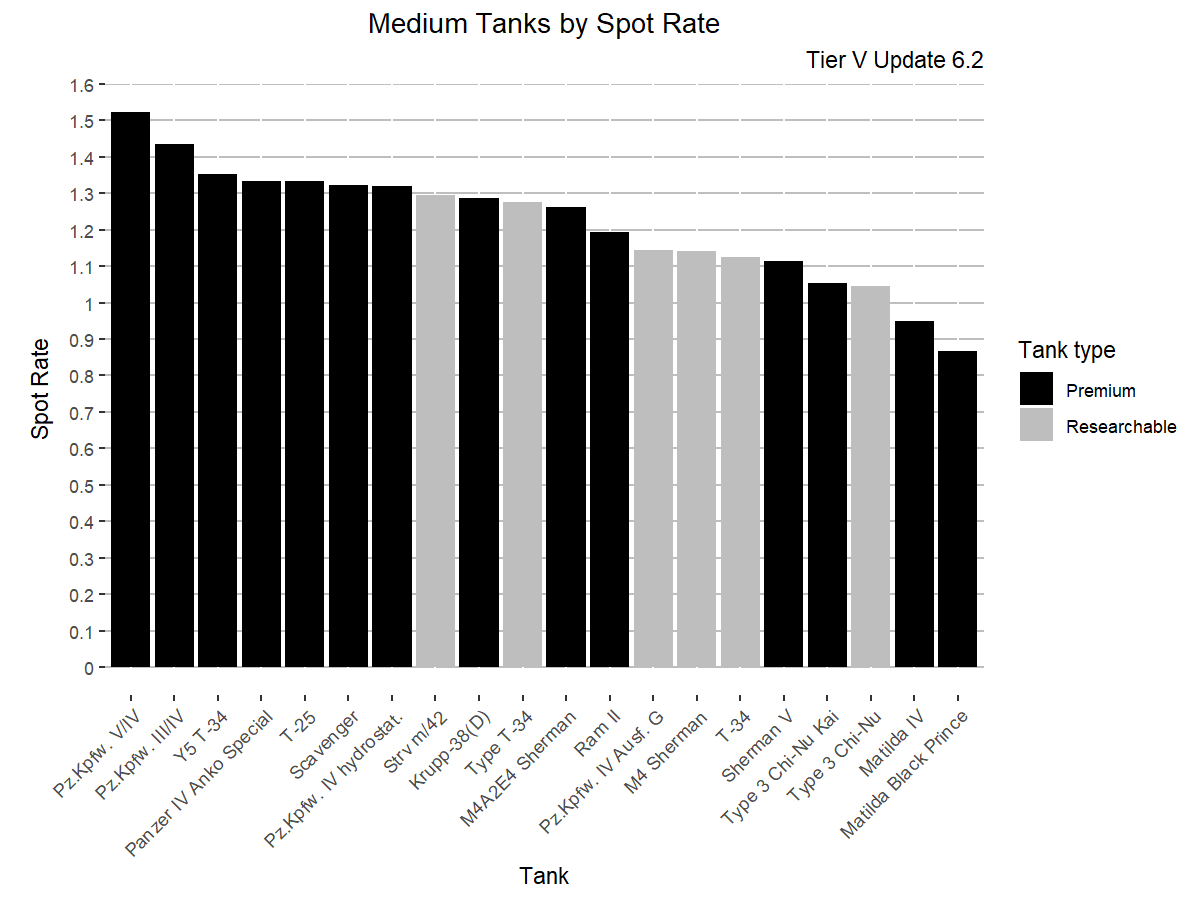 Medium Tanks by Spot Rate
Tier V Update 6.2
Spot Rate
1.6
1.5
1.4
1.3
1.2
1.1
1
0.9
0.8
0.7
0.6
0.5
0.4
0.3
0.2
0.1
0
Pz.Kpfw. V/IV
Pz.Kpfw. III/IV
Y5 T-34
Panzer IV Anko Special
T-25
Scavenger
Pz.Kpfw. IV hydrostat.
Strv m/42
Krupp-38(D)
Type T-34
M4A2E4 Sherman
Ram II
Pz.Kpfw. IV Ausf. G
M4 Sherman
T-34
Sherman V
Type 3 Chi-Nu Kai
Type 3 Chi-Nu
Matilda IV
Matilda Black Prince
Tank
Tank type
Premium
Researchable